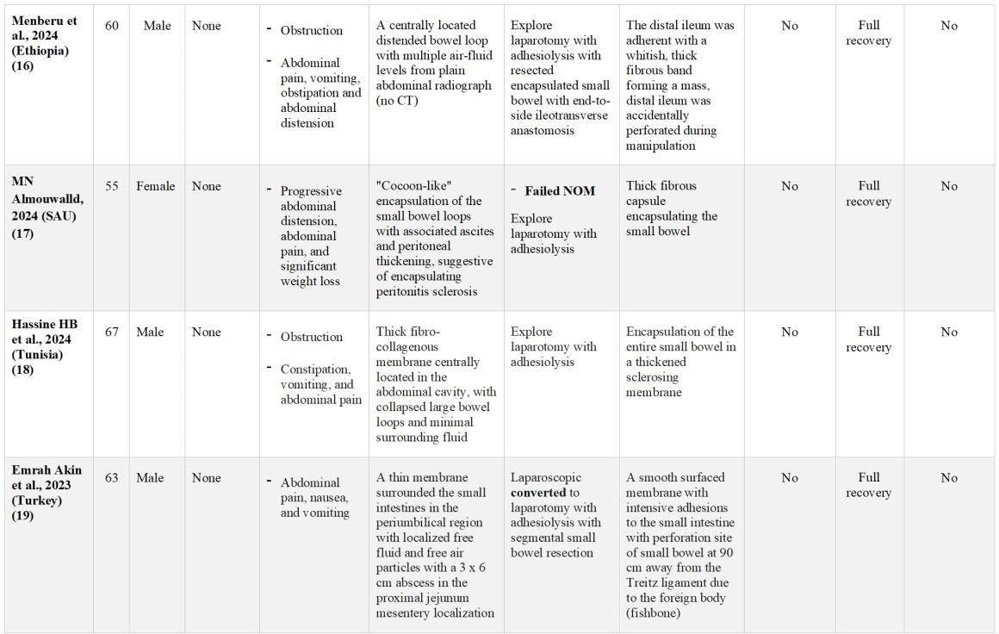 Menberu et
al., 2024
(Ethiopia)
(16)
60
Male
None
- Obstruction
- Abdominal
pain, vomiting,
obstipation and
abdominal
distension
A centrally located
distended bowel loop
with multiple air-fluid
levels from plain
abdominal radiograph
(no CT)
Explore
laparotomy with
adhesiolysis with
resected
encapsulated small
bowel with end-to-
side ileotransverse
anastomosis
The distal ileum was
adherent with a
whitish, thick
fibrous band
forming a mass,
distal ileum was
accidentally
perforated during
manipulation
No
Full
recovery
No
MN
Almouwalld,
2024 (SAU)
(17)
55
Female
None
- Progressive
abdominal
distension,
abdominal
pain, and
significant
weight loss
"Cocoon-like"
encapsulation of the
small bowel loops
with associated ascites
and peritoneal
thickening, suggestive
of encapsulating
peritonitis sclerosis
- Failed NOM
Explore
laparotomy with
adhesiolysis
Thick fibrous
capsule
encapsulating the
small bowel
No
Full
recovery
No
Hassine HB
et al., 2024
(Tunisia)
(18)
67
Male
None
- Obstruction
- Constipation,
vomiting, and
abdominal pain
Thick fibro-
collagenous
membrane centrally
located in the
abdominal cavity, with
collapsed large bowel
loops and minimal
surrounding fluid
Explore
laparotomy with
adhesiolysis
Encapsulation of the
entire small bowel in
a thickened
sclerosing
membrane
No
Full
recovery
No
Emrah Akin
et al., 2023
(Turkey)
(19)
63
Male
None
- Abdominal
pain, nausea,
and vomiting
A thin membrane
surrounded the small
intestines in the
periumbilical region
with localized free
fluid and free air
particles with a 3 x 6
cm abscess in the
proximal jejunum
mesentery localization
Laparoscopic
converted to
laparotomy with
adhesiolysis with
segmental small
bowel resection
A smooth surfaced
membrane with
intensive adhesions
to the small intestine
with perforation site
of small bowel at 90
cm away from the
Treitz ligament due
to the foreign body
(fishbone)
No
Full
recovery
No